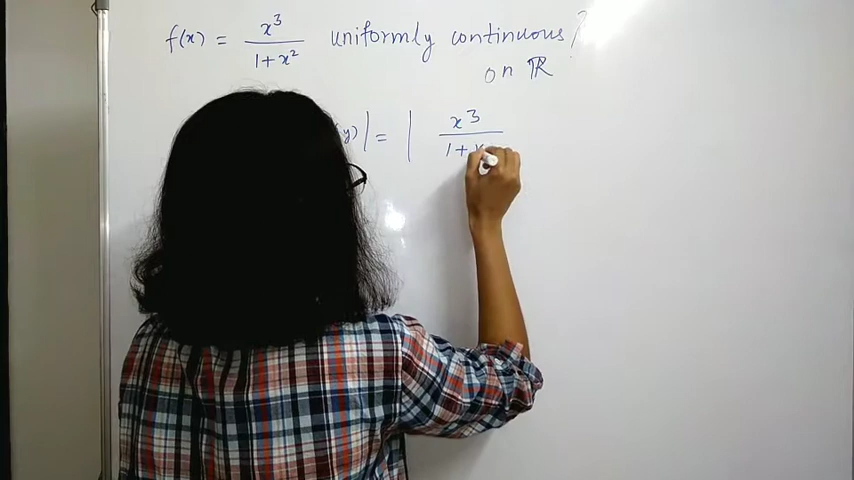 f(x) = x³ / 1+x² uniformly continuous?
on ℝ
y)| = | x³ / 1+x